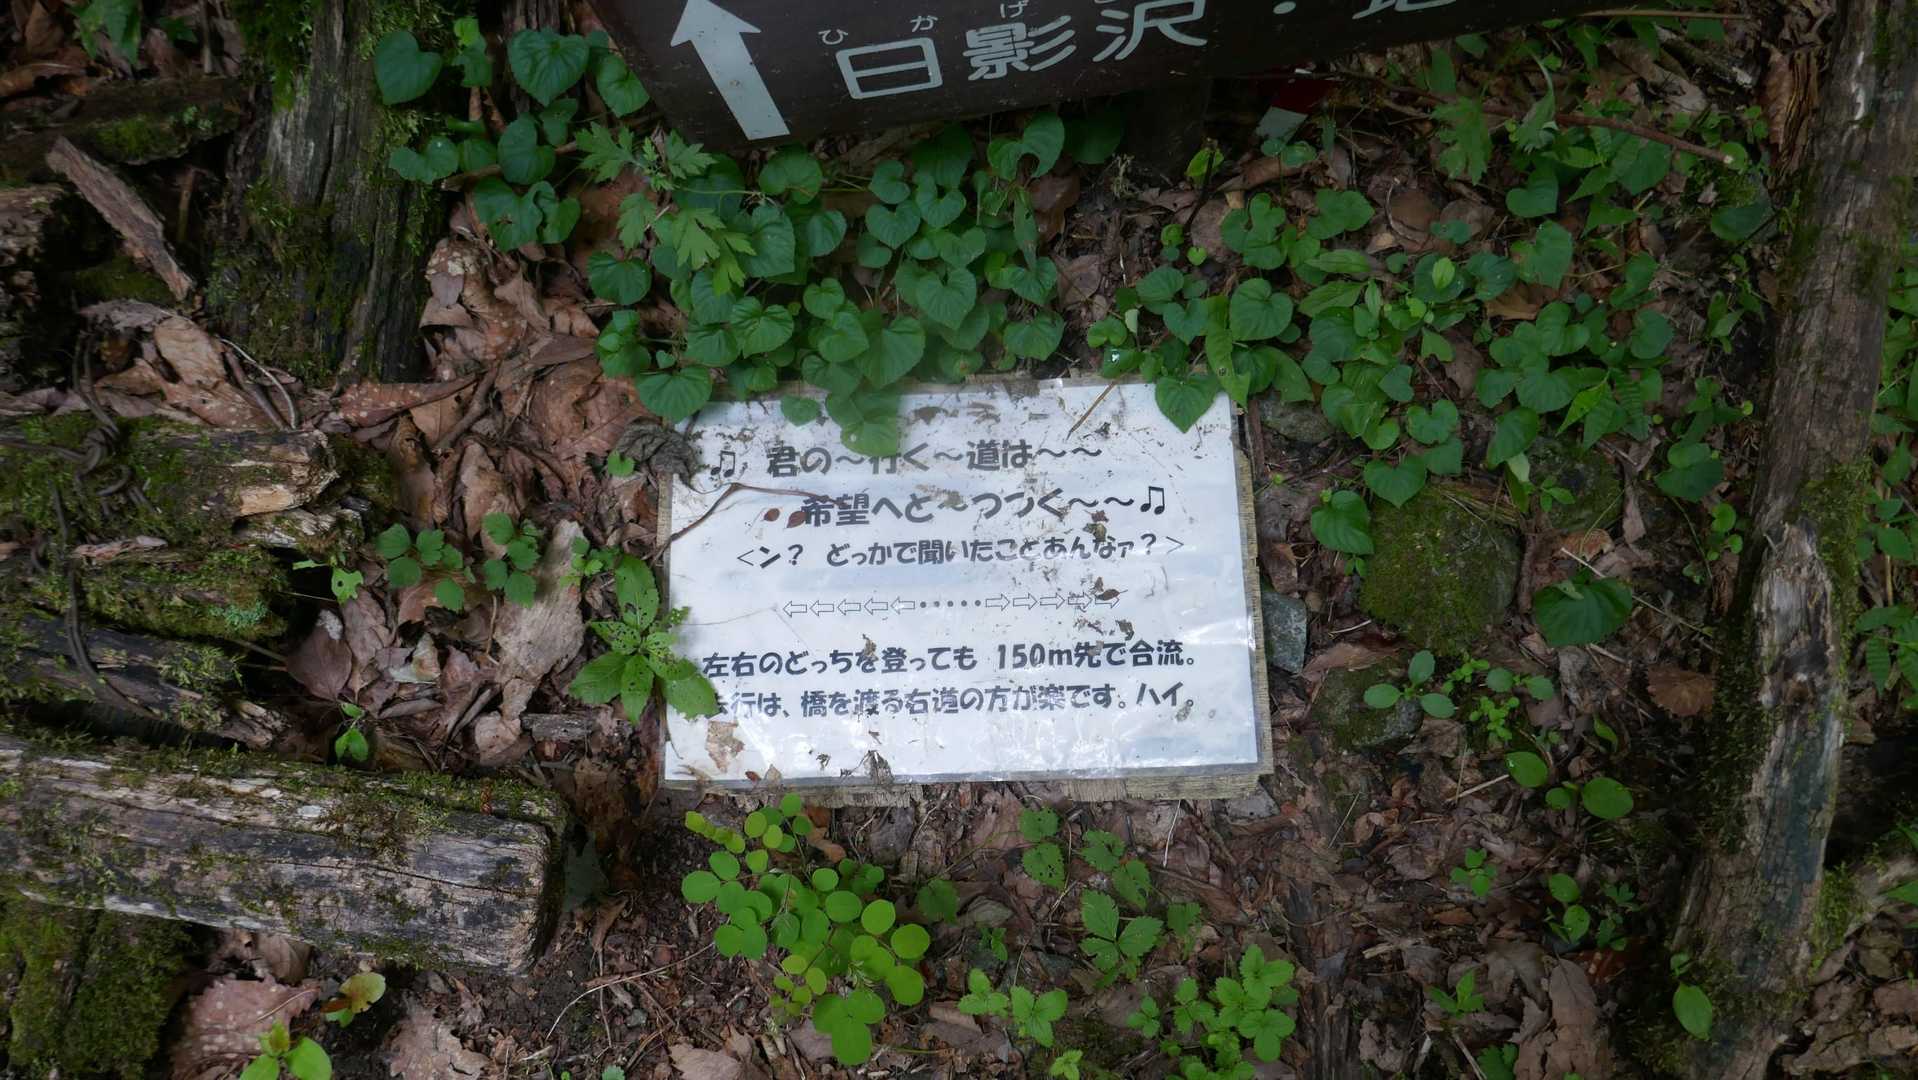 ひかげ
日影沢・
♫ 君の〜行く〜道は〜〜
希望へと〜つづく〜〜♫
<ン? どっかで聞いたことあんなァ?>
⇦⇦⇦⇦⇦・・・・・⇨⇨⇨⇨⇨
左右のどっちを登っても 150m先で合流。
行は、橋を渡る右道の方が楽です。ハイ。